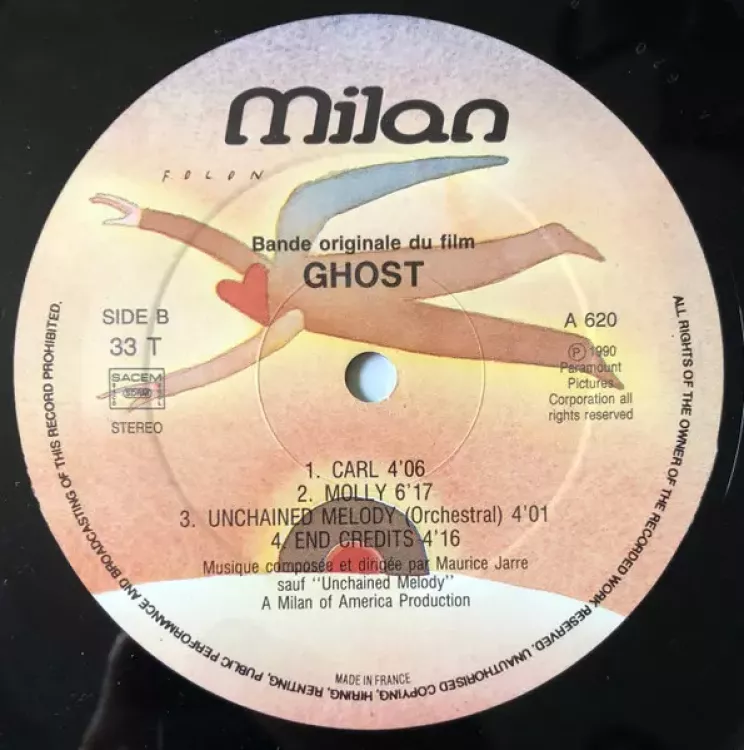 Milan
FOLON
Bande originale du film
GHOST
SIDE B
33 T
SACEM
STEREO
A 620
Ⓟ 1990
Paramount
Pictures
Corporation all
rights reserved
1. CARL 4'06
2. MOLLY 6'17
3. UNCHAINED MELODY (Orchestral) 4'01
4. END CREDITS 4'16
Musique composée et dirigée par Maurice Jarre
sauf "Unchained Melody"
A Milan of America Production
MADE IN FRANCE
ALL RIGHTS OF THE OWNER OF THE RECORDED WORK RESERVED. UNAUTHORISED COPYING, HIRING, RENTING, PUBLIC PERFORMANCE AND BROADCASTING OF THIS RECORD PROHIBITED.